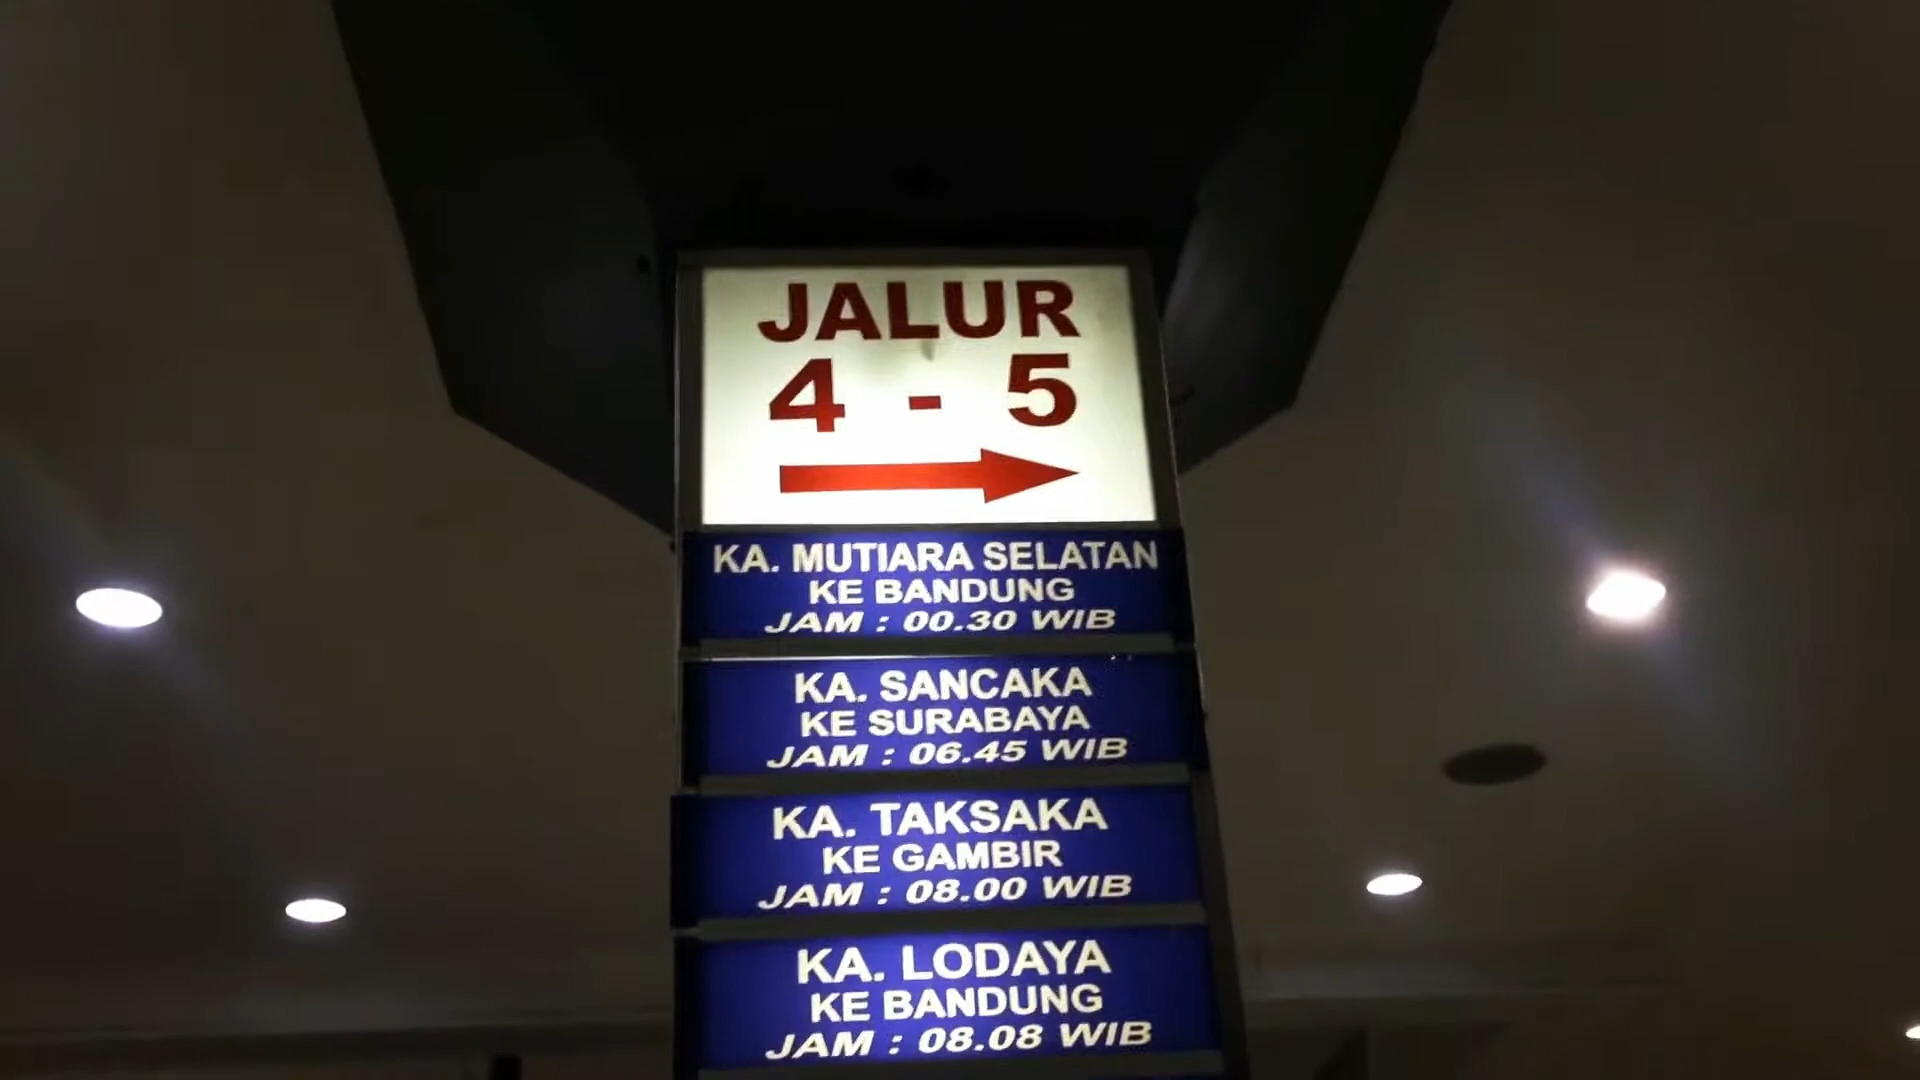 JALUR
4 - 5
KA. MUTIARA SELATAN
KE BANDUNG
JAM : 00.30 WIB
KA. SANCAKA
KE SURABAYA
JAM : 06.45 WIB
KA. TAKSAKA
KE GAMBIR
JAM : 08.00 WIB
KA. LODAYA
KE BANDUNG
JAM : 08.08 WIB